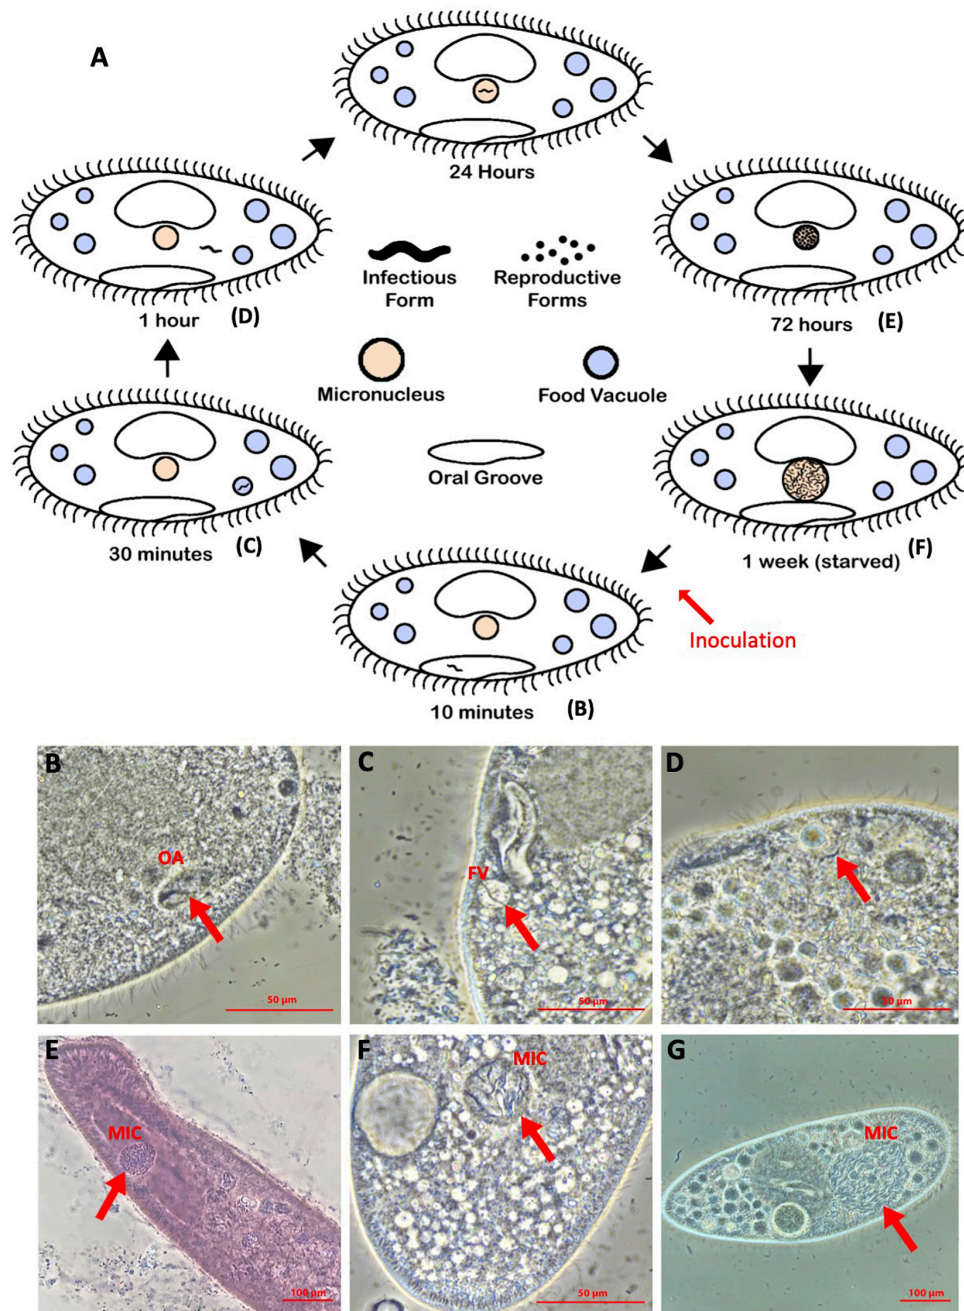 A
24 Hours
1 hour
(D)
Infectious
Form
Reproductive
Forms
72 hours
(E)
Micronucleus
Food Vacuole
Oral Groove
30 minutes
(C)
1 week (starved)
(F)
Inoculation
10 minutes
(B)
B
OA
50 µm
C
FV
50 µm
D
50 µm
E
MIC
100 µm
F
MIC
50 µm
G
MIC
100 µm